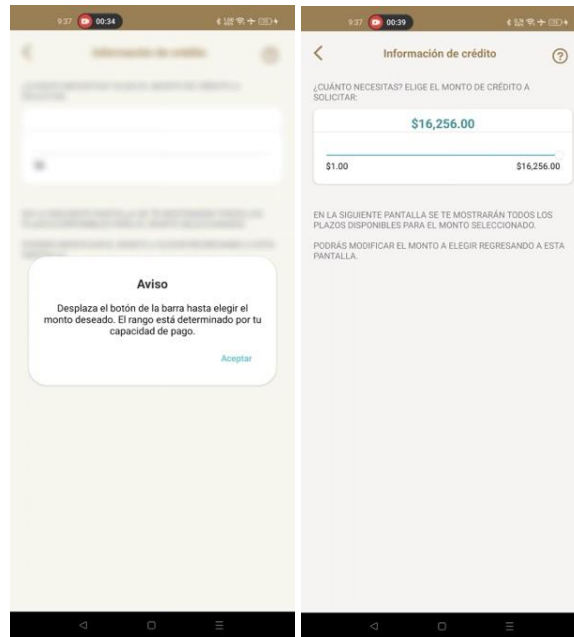 9:37 00:34
Aviso
Desplaza el botón de la barra hasta elegir el
monto deseado. El rango está determinado por tu
capacidad de pago.
Aceptar
9:37 00:39
Información de crédito
?
¿CUÁNTO NECESITAS? ELIGE EL MONTO DE CRÉDITO A
SOLICITAR:
$16,256.00
$1.00 $16,256.00
EN LA SIGUIENTE PANTALLA SE TE MOSTRARÁN TODOS LOS
PLAZOS DISPONIBLES PARA EL MONTO SELECCIONADO.
PODRÁS MODIFICAR EL MONTO A ELEGIR REGRESANDO A ESTA
PANTALLA.